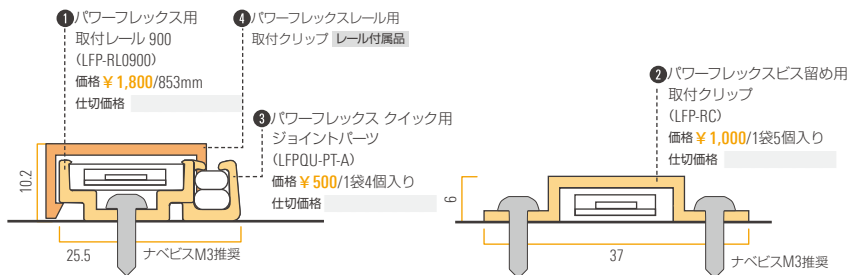 ❶パワーフレックス用
取付レール 900
(LFP-RL0900)
価格￥1,800/853mm
仕切価格
❹パワーフレックスレール用
取付クリップ レール付属品
❸パワーフレックス クイック用
ジョイントパーツ
(LFPQU-PT-A)
価格￥500/1袋4個入り
仕切価格
10.2
25.5
ナベビスM3推奨
❷パワーフレックスビス留め用
取付クリップ
(LFP-RC)
価格￥1,000/1袋5個入り
仕切価格
6
37
ナベビスM3推奨